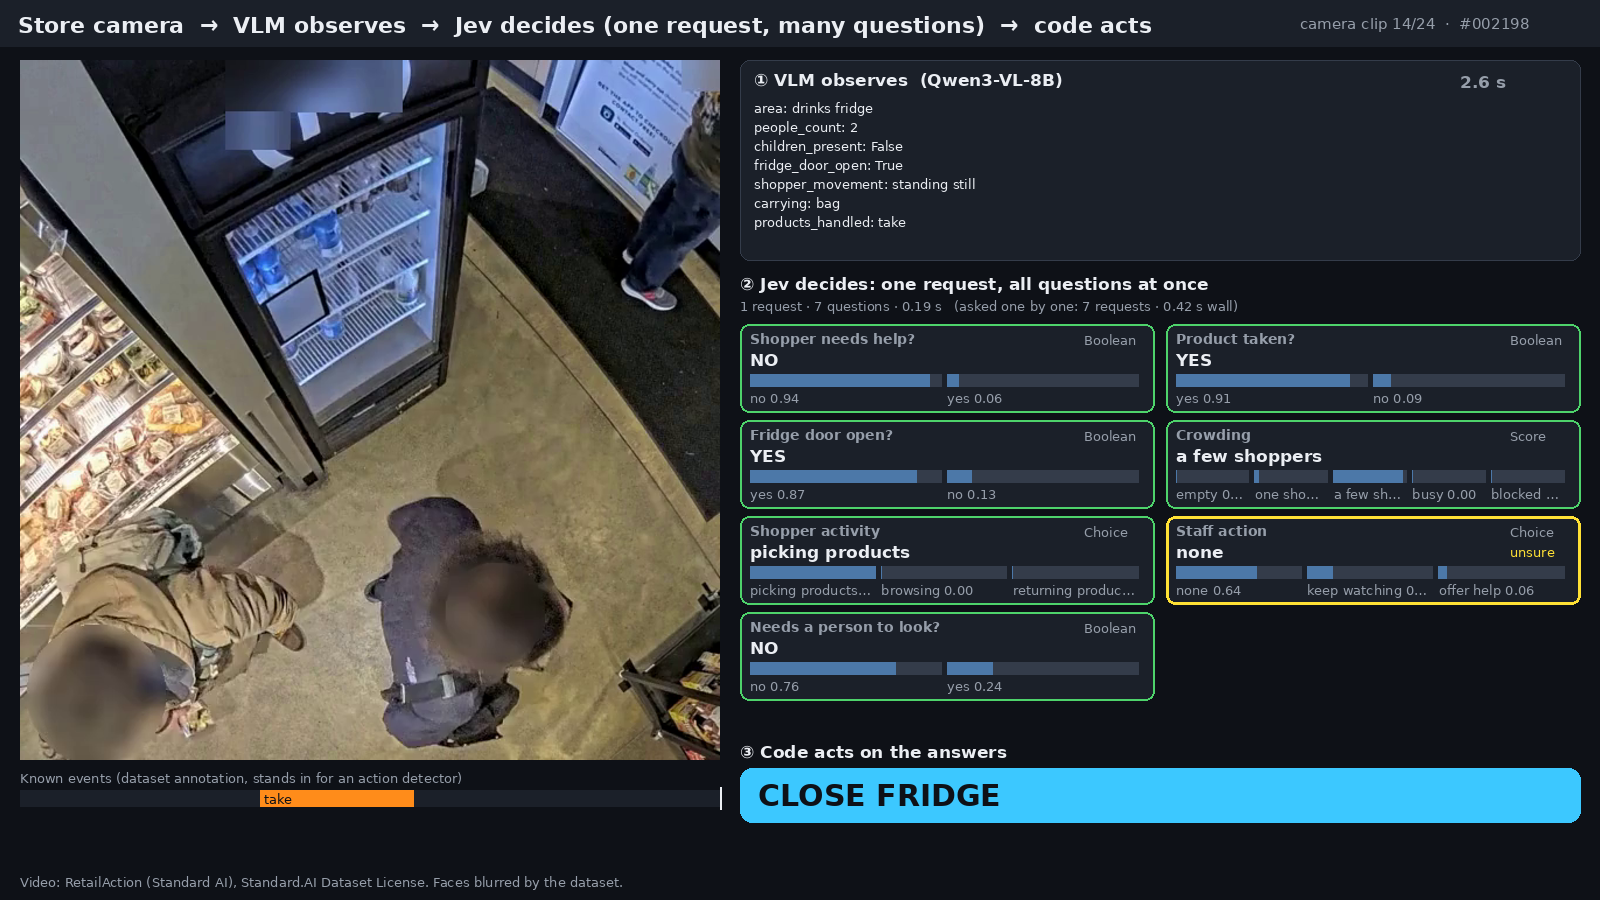 Store camera → VLM observes → Jev decides (one request, many questions) → code acts
camera clip 14/24 · #002198
① VLM observes (Qwen3-VL-8B)
2.6 s
area: drinks fridge
people_count: 2
children_present: False
fridge_door_open: True
shopper_movement: standing still
carrying: bag
products_handled: take
② Jev decides: one request, all questions at once
1 request · 7 questions · 0.19 s (asked one by one: 7 requests · 0.42 s wall)
Shopper needs help?
Boolean
NO
no 0.94
yes 0.06
Product taken?
Boolean
YES
yes 0.91
no 0.09
Fridge door open?
Boolean
YES
yes 0.87
no 0.13
Crowding
Score
a few shoppers
empty 0...
one sho...
a few sh...
busy 0.00
blocked ...
Shopper activity
Choice
picking products
picking products...
browsing 0.00
returning produc...
Staff action
Choice
none
unsure
none 0.64
keep watching 0...
offer help 0.06
Needs a person to look?
Boolean
NO
no 0.76
yes 0.24
③ Code acts on the answers
CLOSE FRIDGE
GET THE APP TO CHECKOUT
CONTACT-FREE!
Known events (dataset annotation, stands in for an action detector)
take
Video: RetailAction (Standard AI), Standard.AI Dataset License. Faces blurred by the dataset.